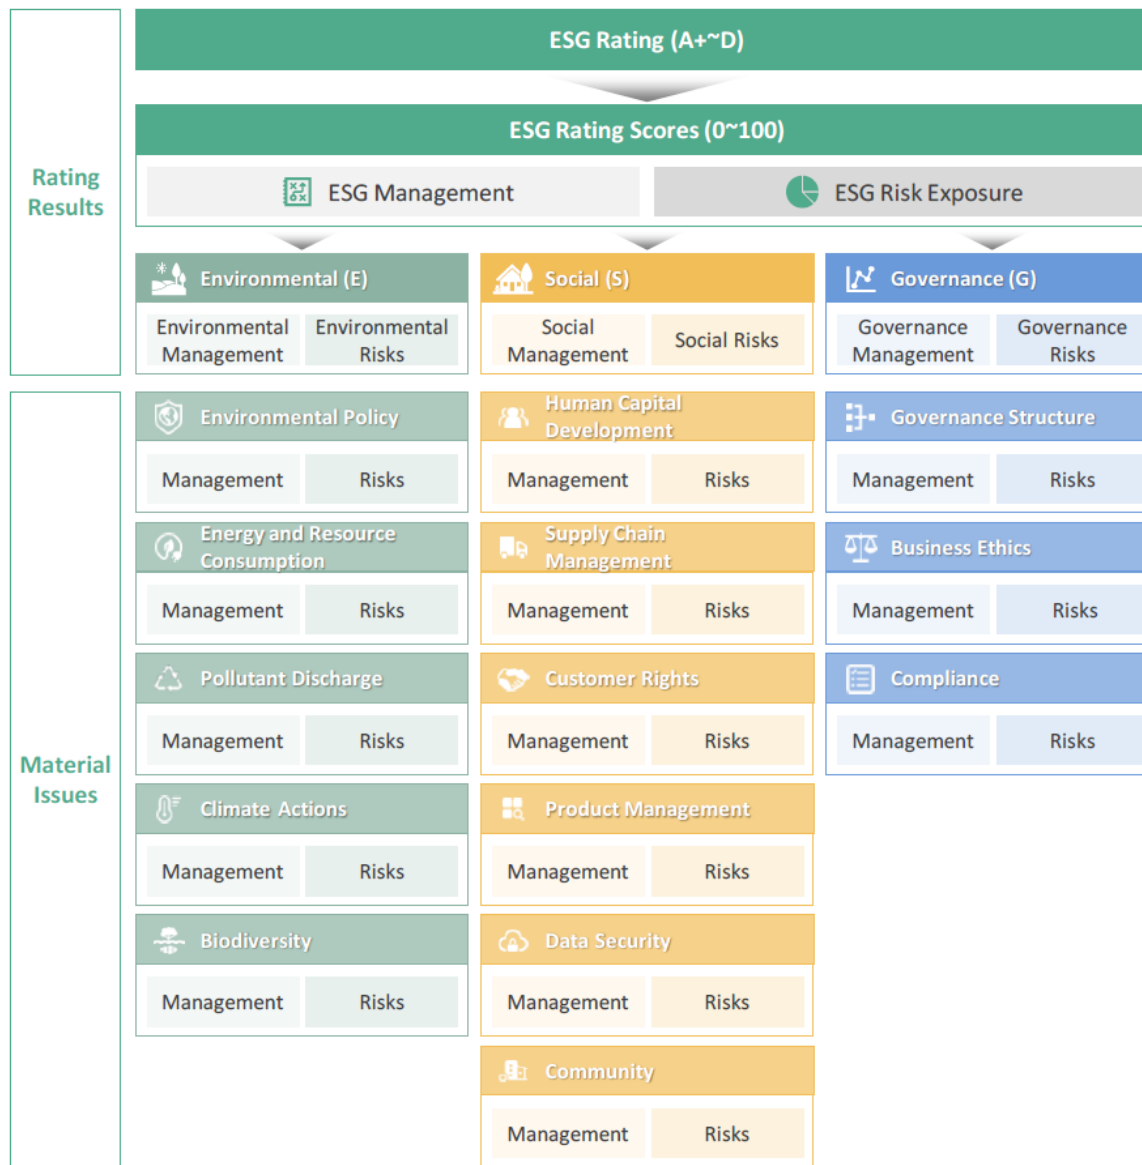 ESG Rating (A+~D)
ESG Rating Scores (0~100)
Rating
Results
ESG Management
ESG Risk Exposure
Environmental (E)
Environmental
Management
Environmental
Risks
Social (S)
Social
Management
Social Risks
Governance (G)
Governance
Management
Governance
Risks
Material
Issues
Environmental Policy
Management
Risks
Energy and Resource
Consumption
Management
Risks
Pollutant Discharge
Management
Risks
Climate Actions
Management
Risks
Biodiversity
Management
Risks
Human Capital
Development
Management
Risks
Supply Chain
Management
Management
Risks
Customer Rights
Management
Risks
Product Management
Management
Risks
Data Security
Management
Risks
Community
Management
Risks
Governance Structure
Management
Risks
Business Ethics
Management
Risks
Compliance
Management
Risks